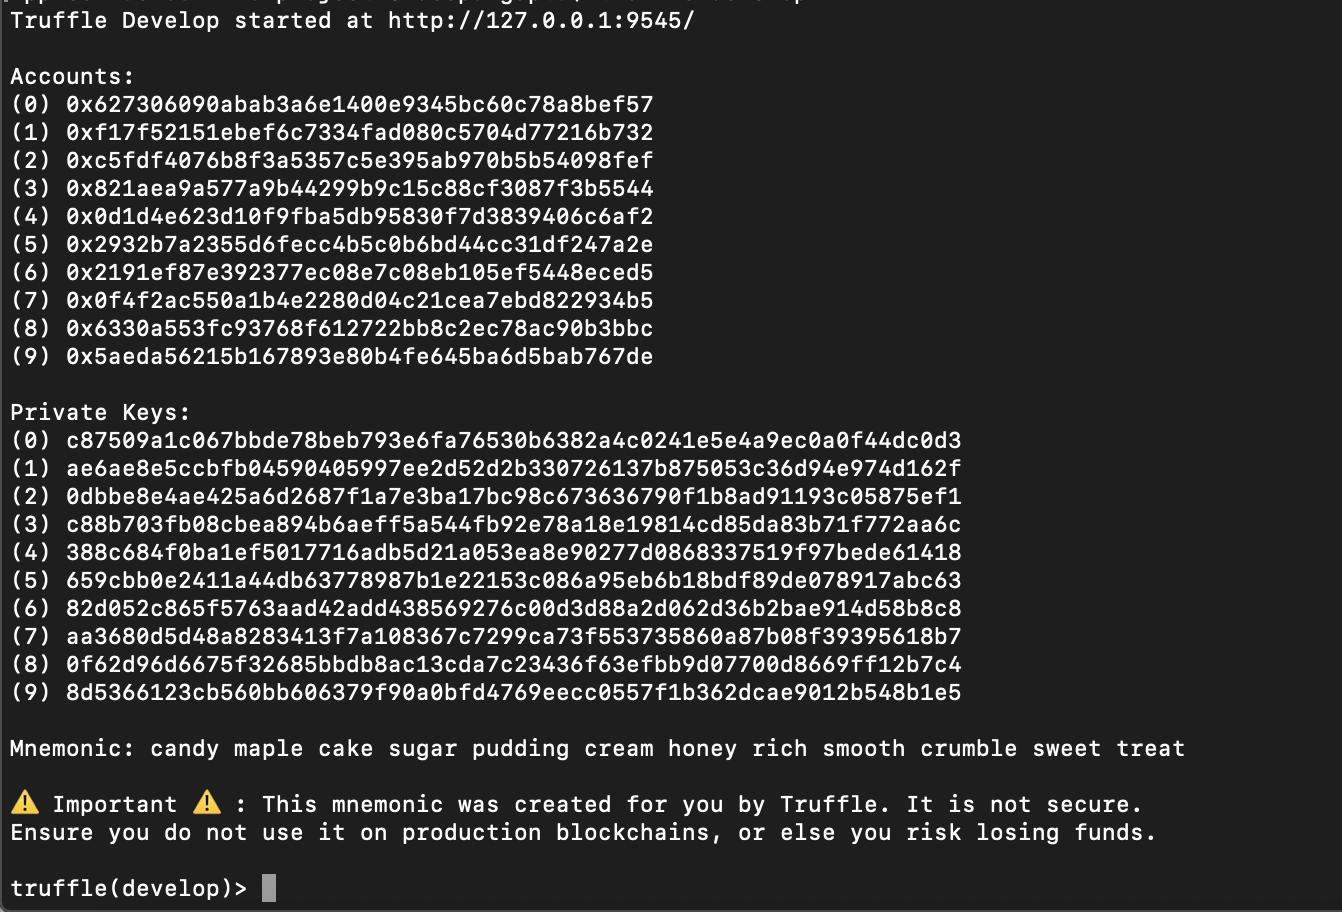 Truffle Develop started at http://127.0.0.1:9545/
Accounts:
(0) 0x627306090abab3a6e1400e9345bc60c78a8bef57
(1) 0xf17f52151ebef6c7334fad080c5704d77216b732
(2) 0xc5fdf4076b8f3a5357c5e395ab970b5b54098fef
(3) 0x821aea9a577a9b44299b9c15c88cf3087f3b5544
(4) 0x0d1d4e623d10f9fba5db95830f7d3839406c6af2
(5) 0x2932b7a2355d6fecc4b5c0b6bd44cc31df247a2e
(6) 0x2191ef87e392377ec08e7c08eb105ef5448eced5
(7) 0x0f4f2ac550a1b4e2280d04c21cea7ebd822934b5
(8) 0x6330a553fc93768f612722bb8c2ec78ac90b3bbc
(9) 0x5aeda56215b167893e80b4fe645ba6d5bab767de
Private Keys:
(0) c87509a1c067bbde78beb793e6fa76530b6382a4c0241e5e4a9ec0a0f44dc0d3
(1) ae6ae8e5ccbfb04590405997ee2d52d2b330726137b875053c36d94e974d162f
(2) 0dbbe8e4ae425a6d2687f1a7e3ba17bc98c673636790f1b8ad91193c05875ef1
(3) c88b703fb08cbea894b6aeff5a544fb92e78a18e19814cd85da83b71f772aa6c
(4) 388c684f0ba1ef5017716adb5d21a053ea8e90277d0868337519f97bede61418
(5) 659cbb0e2411a44db63778987b1e22153c086a95eb6b18bdf89de078917abc63
(6) 82d052c865f5763aad42add438569276c00d3d88a2d062d36b2bae914d58b8c8
(7) aa3680d5d48a8283413f7a108367c7299ca73f553735860a87b08f39395618b7
(8) 0f62d96d6675f32685bbdb8ac13cda7c23436f63efbb9d07700d8669ff12b7c4
(9) 8d5366123cb560bb606379f90a0bfd4769eecc0557f1b362dcae9012b548b1e5
Mnemonic: candy maple cake sugar pudding cream honey rich smooth crumble sweet treat
⚠️ Important ⚠️ : This mnemonic was created for you by Truffle. It is not secure.
Ensure you do not use it on production blockchains, or else you risk losing funds.
truffle(develop)>